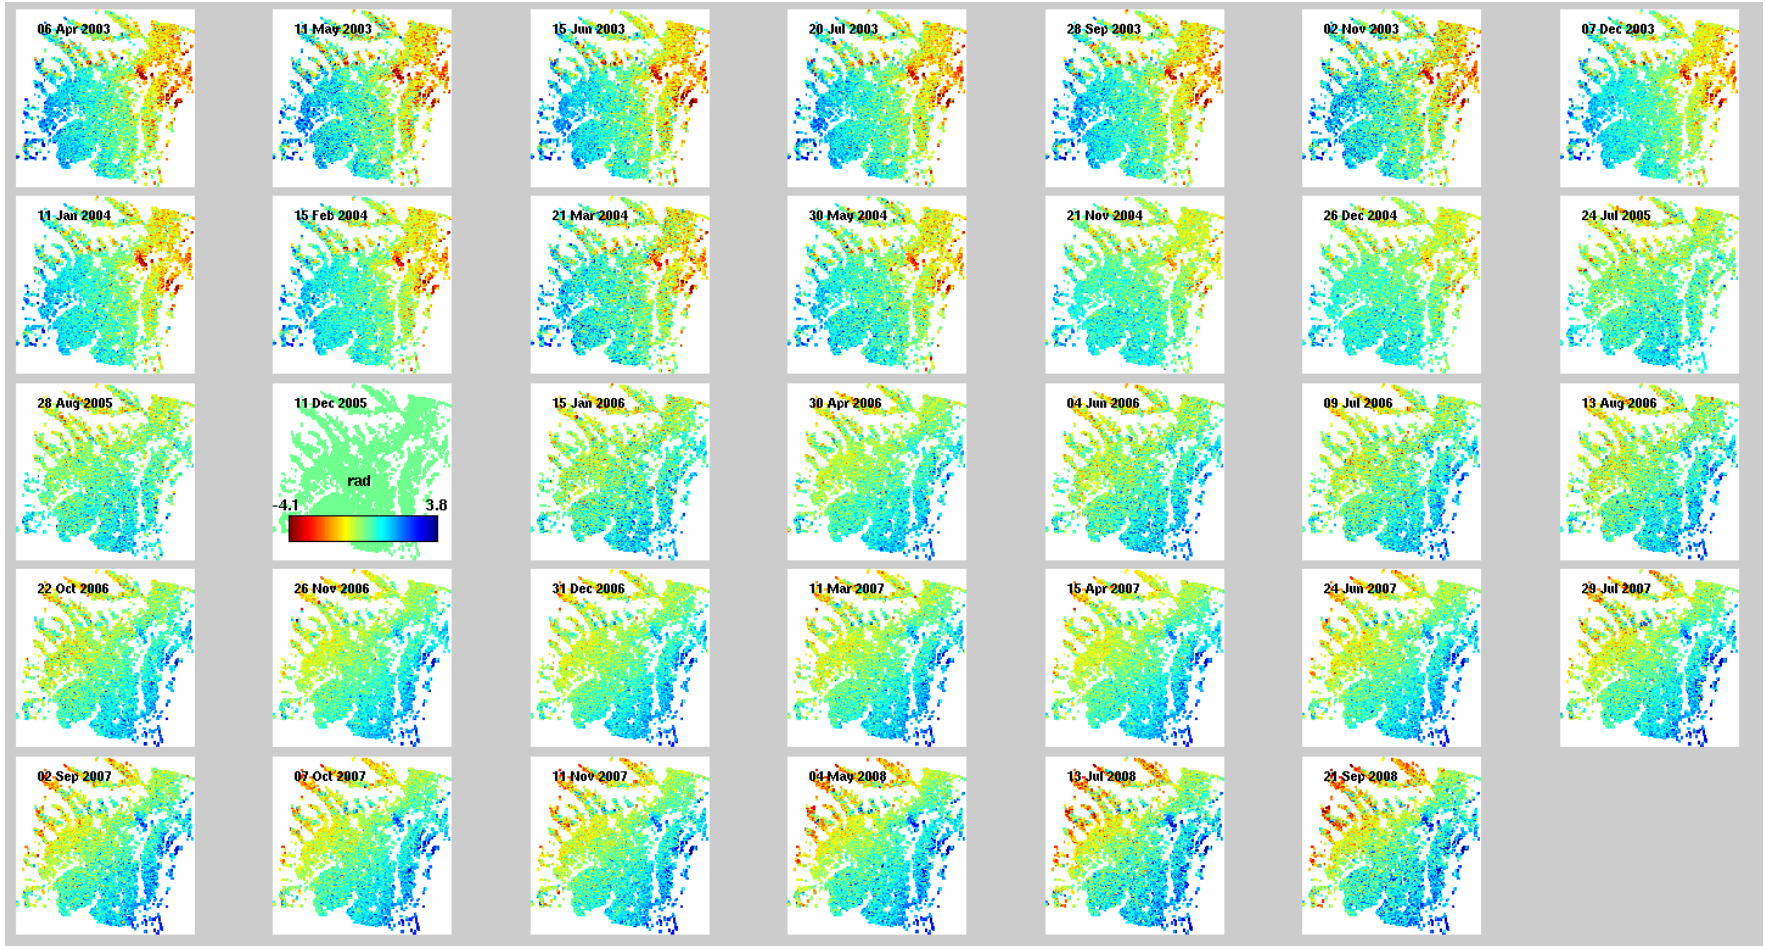 06 Apr 2003
11 May 2003
15 Jun 2003
20 Jul 2003
28 Sep 2003
02 Nov 2003
07 Dec 2003
11 Jan 2004
15 Feb 2004
21 Mar 2004
30 May 2004
21 Nov 2004
26 Dec 2004
24 Jul 2005
28 Aug 2005
11 Dec 2005
rad
-4.1
3.8
15 Jan 2006
30 Apr 2006
04 Jun 2006
09 Jul 2006
13 Aug 2006
22 Oct 2006
26 Nov 2006
31 Dec 2006
11 Mar 2007
15 Apr 2007
24 Jun 2007
29 Jul 2007
02 Sep 2007
07 Oct 2007
11 Nov 2007
04 May 2008
13 Jul 2008
21 Sep 2008